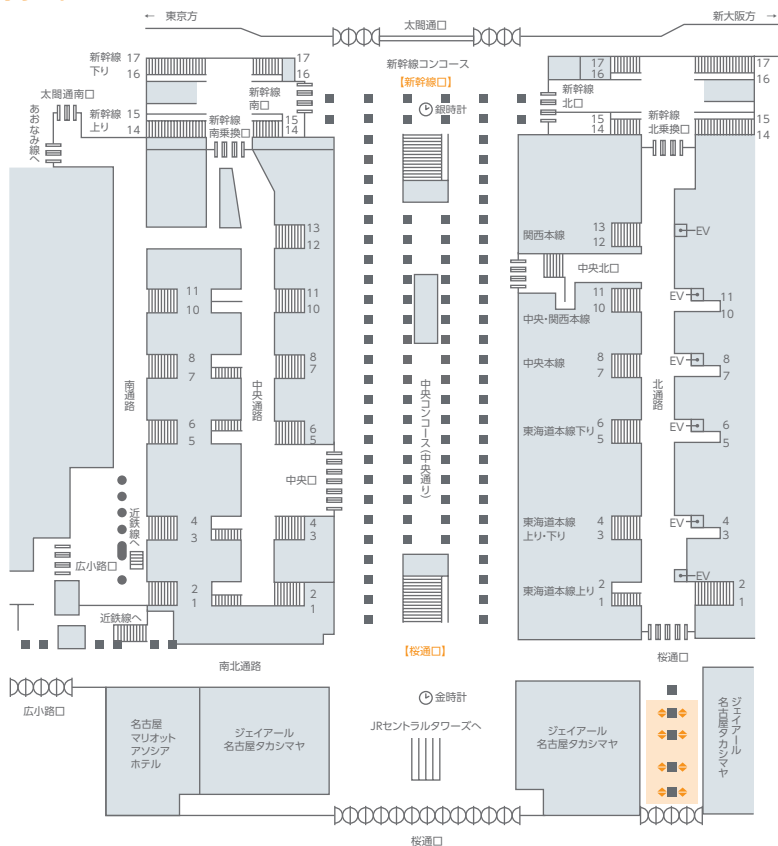 ← 東京方
太閤通口
新大阪方 →
新幹線
下り
17
16
17
16
新幹線コンコース
【新幹線口】
17
16
17
16
太閤通南口
新幹線
南口
銀時計
新幹線
北口
あおなみ線へ
新幹線
上り
15
14
15
14
新幹線
南乗換口
15
14
新幹線
北乗換口
15
14
13
12
関西本線
13
12
EV
中央北口
11
10
11
10
11
10
中央・関西本線
EV
11
10
8
7
8
7
中央本線
8
7
EV
8
7
南通路
中央通路
中央コンコース(中央通り)
北通路
6
5
6
5
東海道本線下り
6
5
EV
6
5
中央口
近鉄線へ
4
3
4
3
東海道本線
上り・下り
4
3
EV
4
3
広小路口
2
1
2
1
東海道本線上り
2
1
EV
2
1
近鉄線へ
南北通路
【桜通口】
桜通口
広小路口
金時計
名古屋
マリオット
アソシア
ホテル
ジェイアール
名古屋タカシマヤ
JRセントラルタワーズへ
ジェイアール
名古屋タカシマヤ
ジェイアール
名古屋タカシマヤ
桜通口